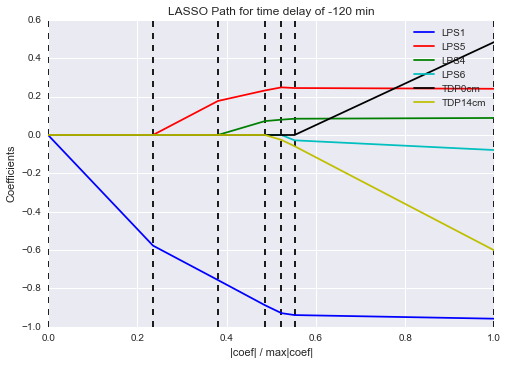 LASSO Path for time delay of -120 min
0.6
0.4
0.2
0.0
−0.2
−0.4
−0.6
−0.8
−1.0
Coefficients
LPS1
LPS5
LPS4
LPS6
TDP0cm
TDP14cm
0.0
0.2
0.4
0.6
0.8
1.0
|coef| / max|coef|